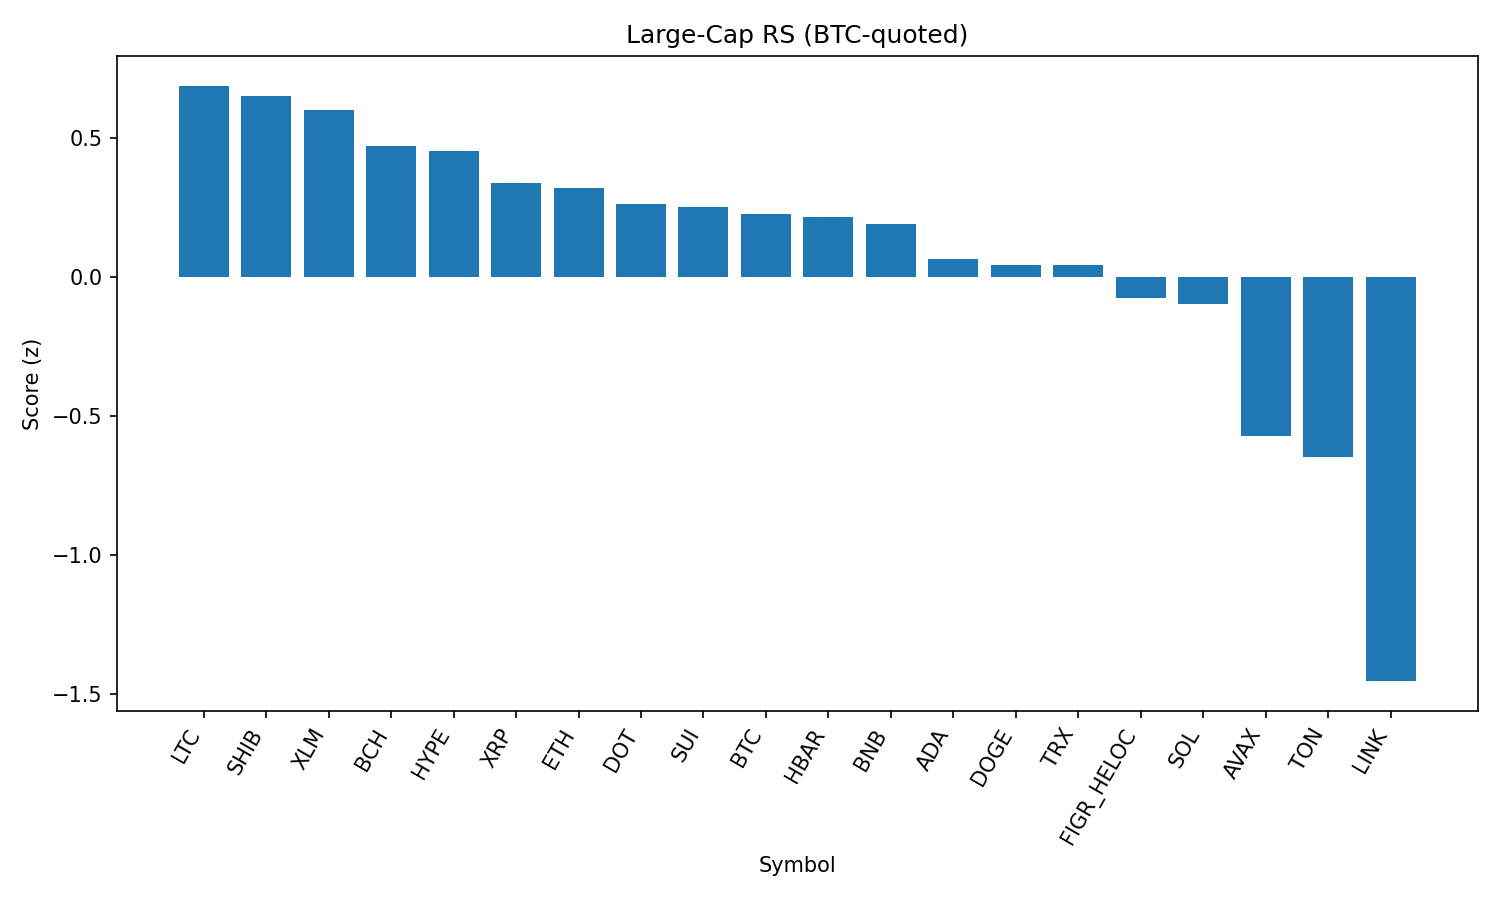 Large-Cap RS (BTC-quoted)
Score (z)
0.5
0.0
−0.5
−1.0
−1.5
LTC
SHIB
XLM
BCH
HYPE
XRP
ETH
DOT
SUI
BTC
HBAR
BNB
ADA
DOGE
TRX
FIGR_HELOC
SOL
AVAX
TON
LINK
Symbol